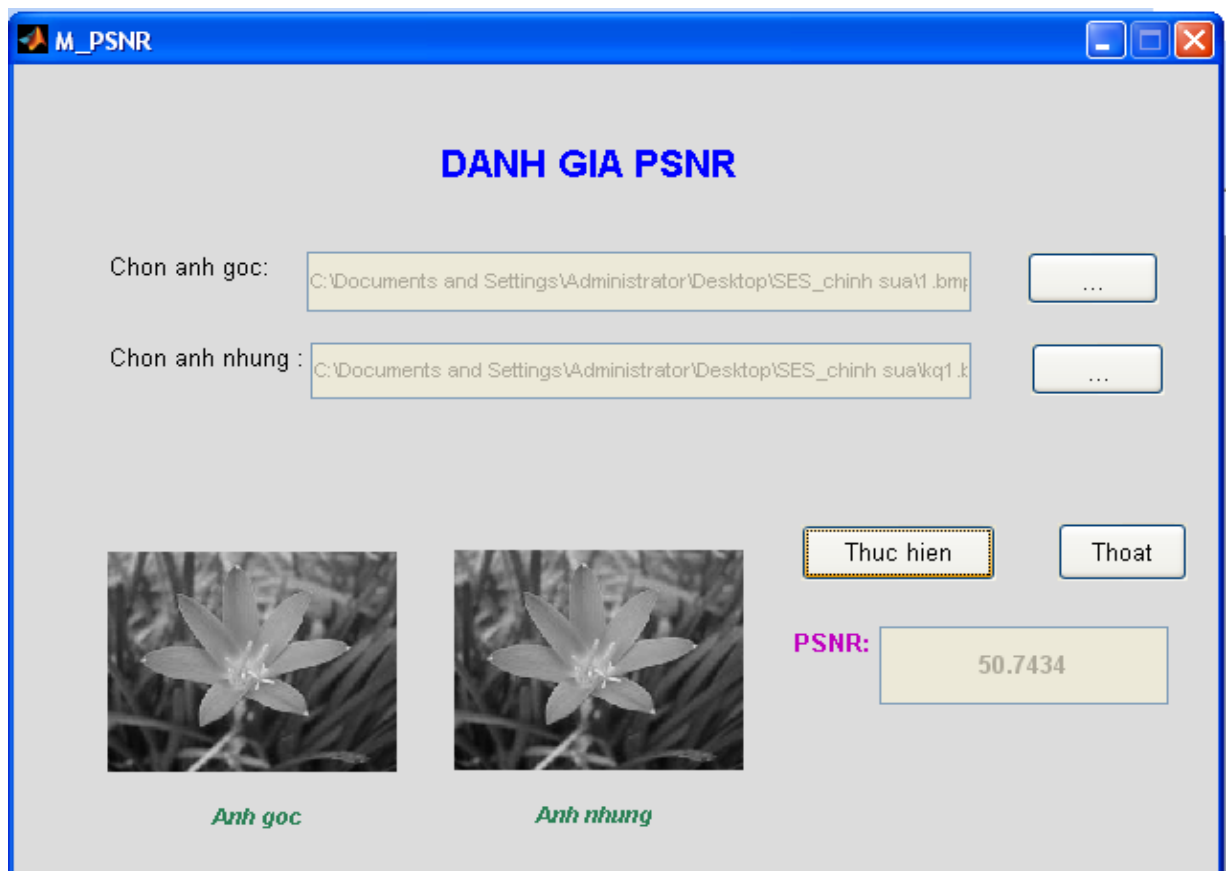 M_PSNR
DANH GIA PSNR
Chon anh goc: C:\Documents and Settings\Administrator\Desktop\SES_chinh sua\1.bmp ...
Chon anh nhung : C:\Documents and Settings\Administrator\Desktop\SES_chinh sua\kq1.b ...
Thuc hien Thoat
PSNR: 50.7434
Anh goc Anh nhung